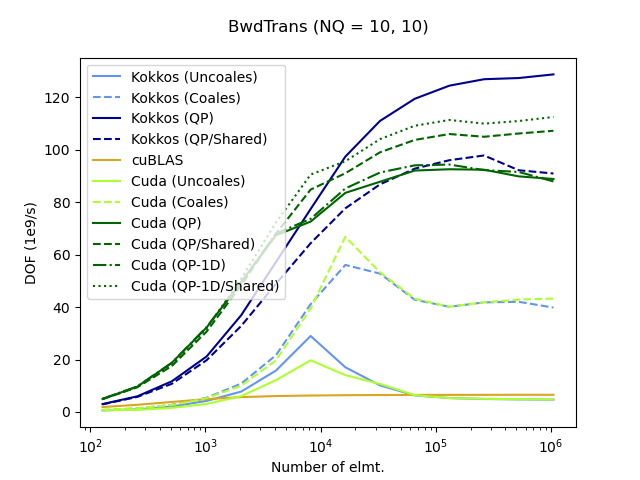 BwdTrans (NQ = 10, 10)
DOF (1e9/s)
120
100
80
60
40
20
0
Kokkos (Uncoales)
Kokkos (Coales)
Kokkos (QP)
Kokkos (QP/Shared)
cuBLAS
Cuda (Uncoales)
Cuda (Coales)
Cuda (QP)
Cuda (QP/Shared)
Cuda (QP-1D)
Cuda (QP-1D/Shared)
10² 10³ 10⁴ 10⁵ 10⁶
Number of elmt.